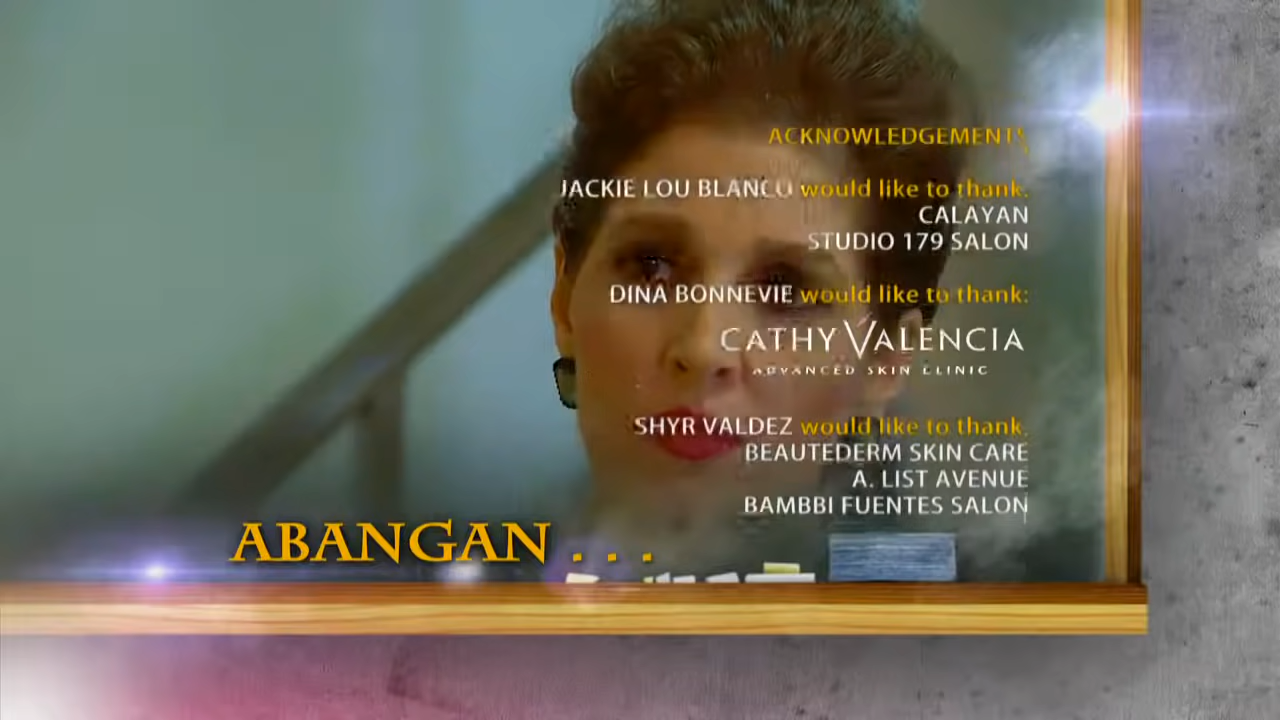 ACKNOWLEDGEMENTS
JACKIE LOU BLANCO would like to thank:
CALAYAN
STUDIO 179 SALON
DINA BONNEVIE would like to thank:
CATHY VALENCIA
ADVANCED SKIN CLINIC
SHYR VALDEZ would like to thank:
BEAUTEDERM SKIN CARE
A. LIST AVENUE
BAMBBI FUENTES SALON
ABANGAN . . .